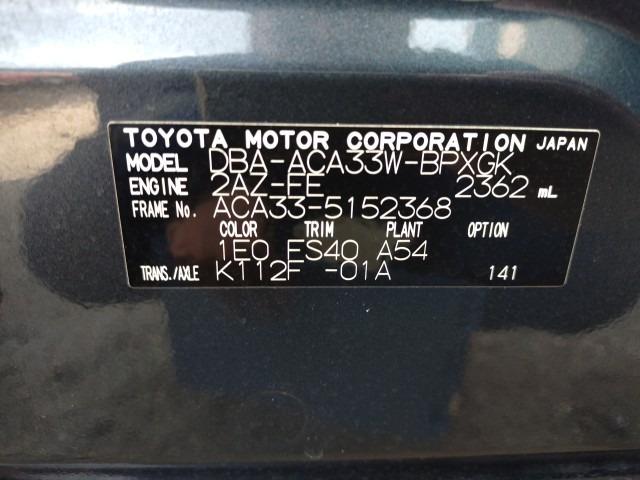 TOYOTA MOTOR CORPORATION JAPAN
MODEL DBA-ACA33W-BPXGK
ENGINE 2AZ-FE 2362 mL
FRAME No. ACA33-5152368
COLOR TRIM PLANT OPTION
1E0 FS40 A54
TRANS./AXLE K112F -01A 141